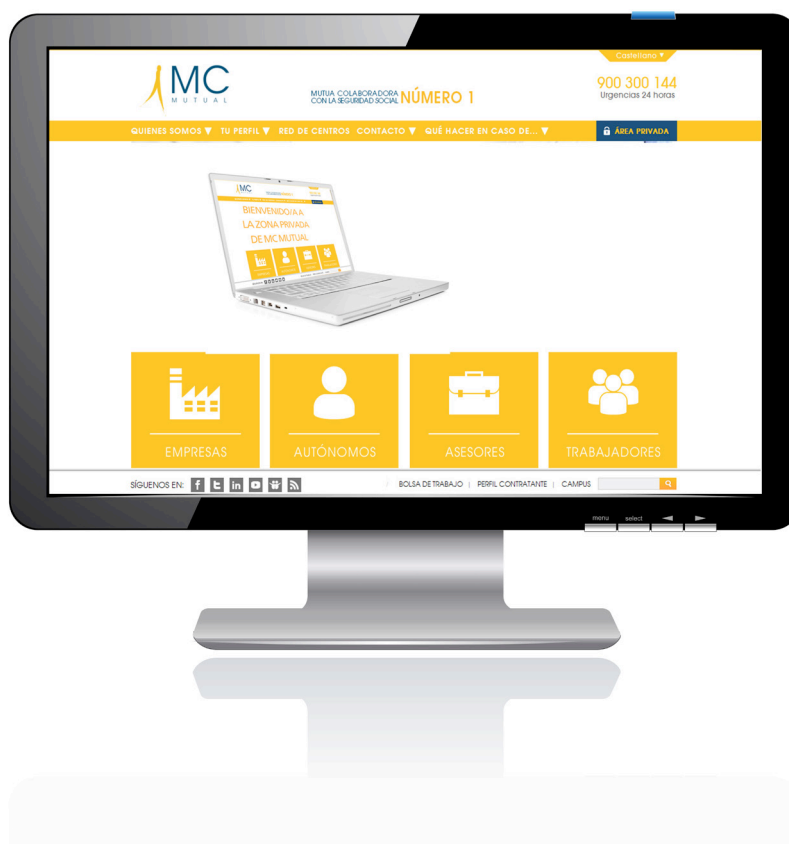 Castellano
MC
MUTUAL
MUTUA COLABORADORA
CON LA SEGURIDAD SOCIAL NÚMERO 1
900 300 144
Urgencias 24 horas
QUIENES SOMOS TU PERFIL RED DE CENTROS CONTACTO QUÉ HACER EN CASO DE... ÁREA PRIVADA
MC
BIENVENIDO/A A
LA ZONA PRIVADA
DE MC MUTUAL
EMPRESAS AUTÓNOMOS ASESORES TRABAJADORES
SÍGUENOS EN: BOLSA DE TRABAJO | PERFIL CONTRATANTE | CAMPUS
menu select